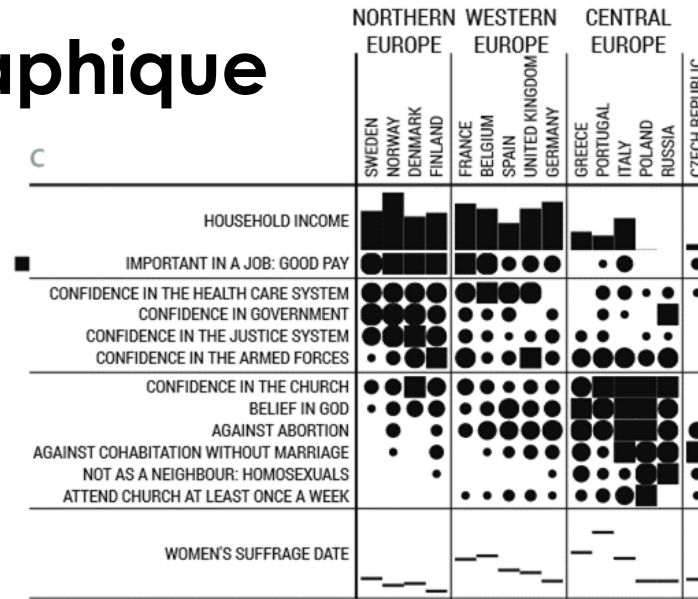 aphique
C
NORTHERN EUROPE
WESTERN EUROPE
CENTRAL EUROPE
SWEDEN
NORWAY
DENMARK
FINLAND
FRANCE
BELGIUM
SPAIN
UNITED KINGDOM
GERMANY
GREECE
PORTUGAL
ITALY
POLAND
RUSSIA
CZECH REPUBLIC
HOUSEHOLD INCOME
IMPORTANT IN A JOB: GOOD PAY
CONFIDENCE IN THE HEALTH CARE SYSTEM
CONFIDENCE IN GOVERNMENT
CONFIDENCE IN THE JUSTICE SYSTEM
CONFIDENCE IN THE ARMED FORCES
CONFIDENCE IN THE CHURCH
BELIEF IN GOD
AGAINST ABORTION
AGAINST COHABITATION WITHOUT MARRIAGE
NOT AS A NEIGHBOUR: HOMOSEXUALS
ATTEND CHURCH AT LEAST ONCE A WEEK
WOMEN'S SUFFRAGE DATE